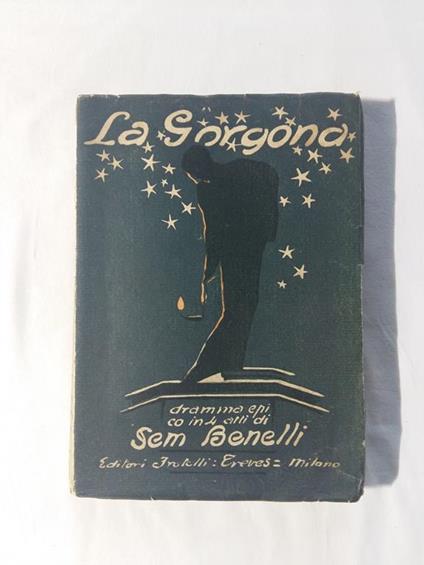 La Gorgona
dramma epi
co in 4 atti di
Sem Benelli
Editori Fratelli: Treves = Milano